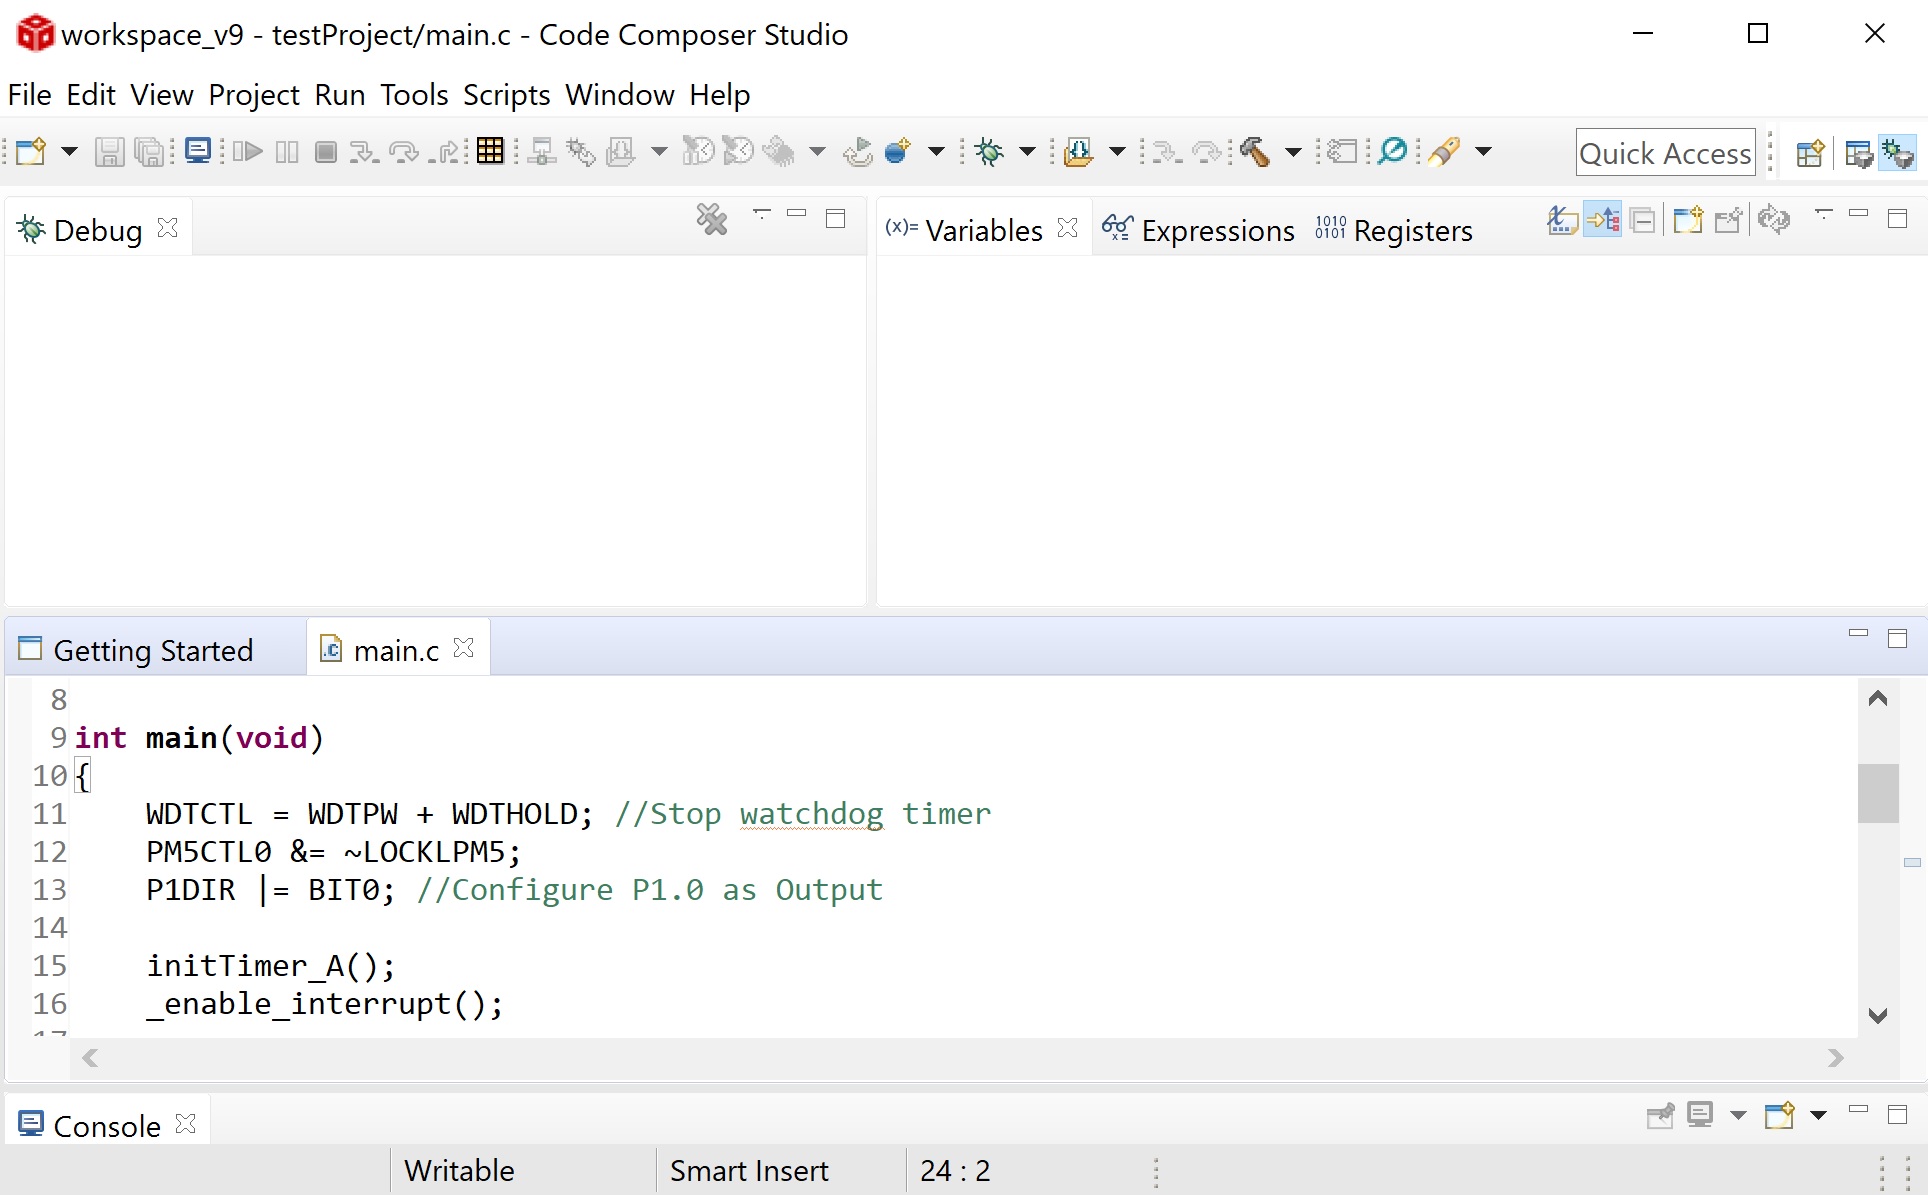 workspace_v9 - testProject/main.c - Code Composer Studio
File Edit View Project Run Tools Scripts Window Help
Quick Access
Debug
(x)= Variables
Expressions
1010 0101 Registers
Getting Started
main.c
8
9 int main(void)
10 {
11 WDTCTL = WDTPW + WDTHOLD; //Stop watchdog timer
12 PM5CTL0 &= ~LOCKLPM5;
13 P1DIR |= BIT0; //Configure P1.0 as Output
14
15 initTimer_A();
16 _enable_interrupt();
Console
Writable
Smart Insert
24 : 2